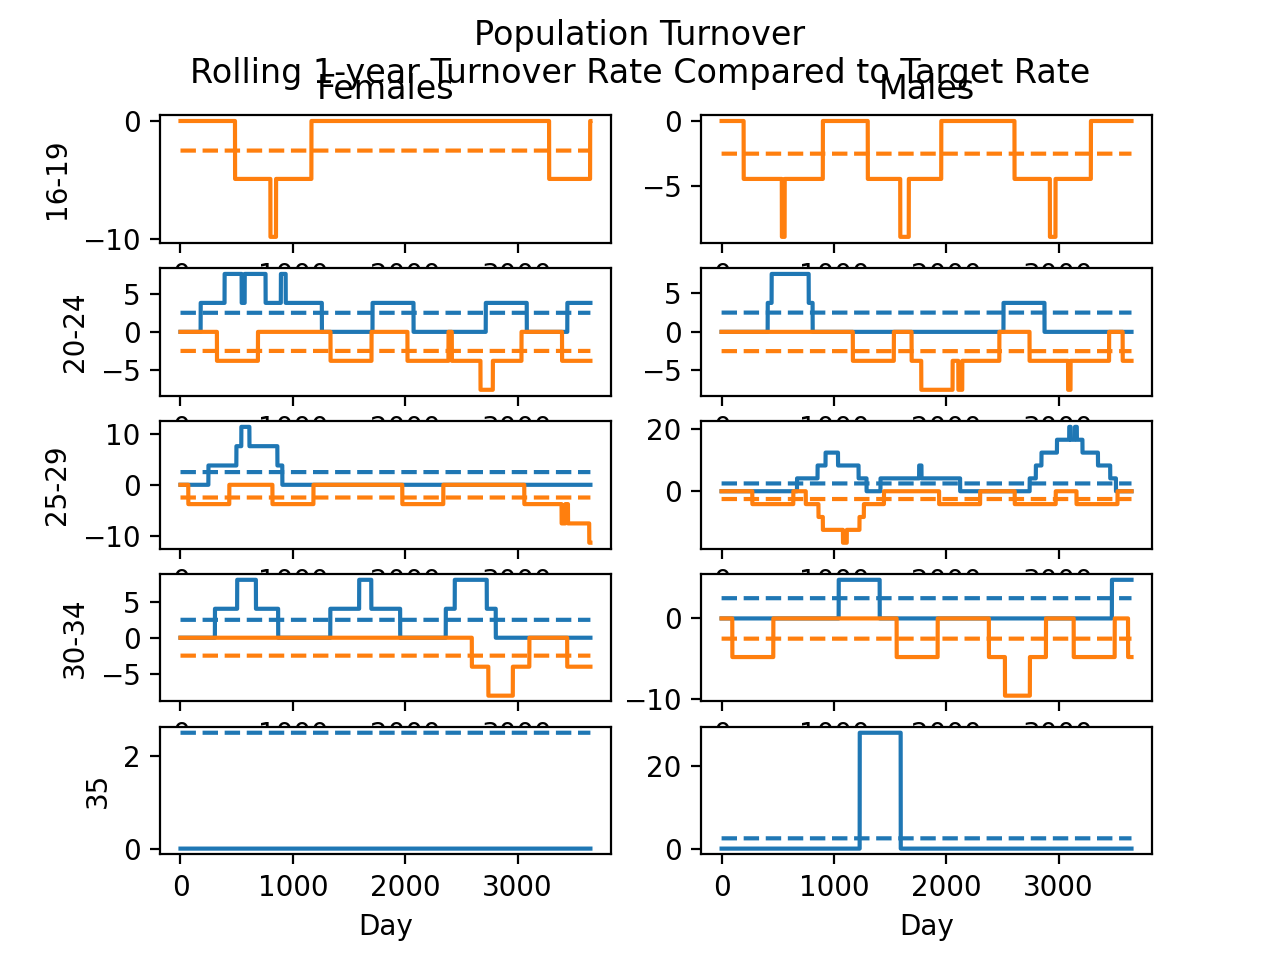 Population Turnover
Rolling 1-year Turnover Rate Compared to Target Rate
Females Males
16-19 0 −10 0 −5
20-24 5 0 −5 5 0 −5
25-29 10 0 −10 20 0
30-34 5 0 −5 0 −10
35 2 0 20 0
0 1000 2000 3000 0 1000 2000 3000
Day Day